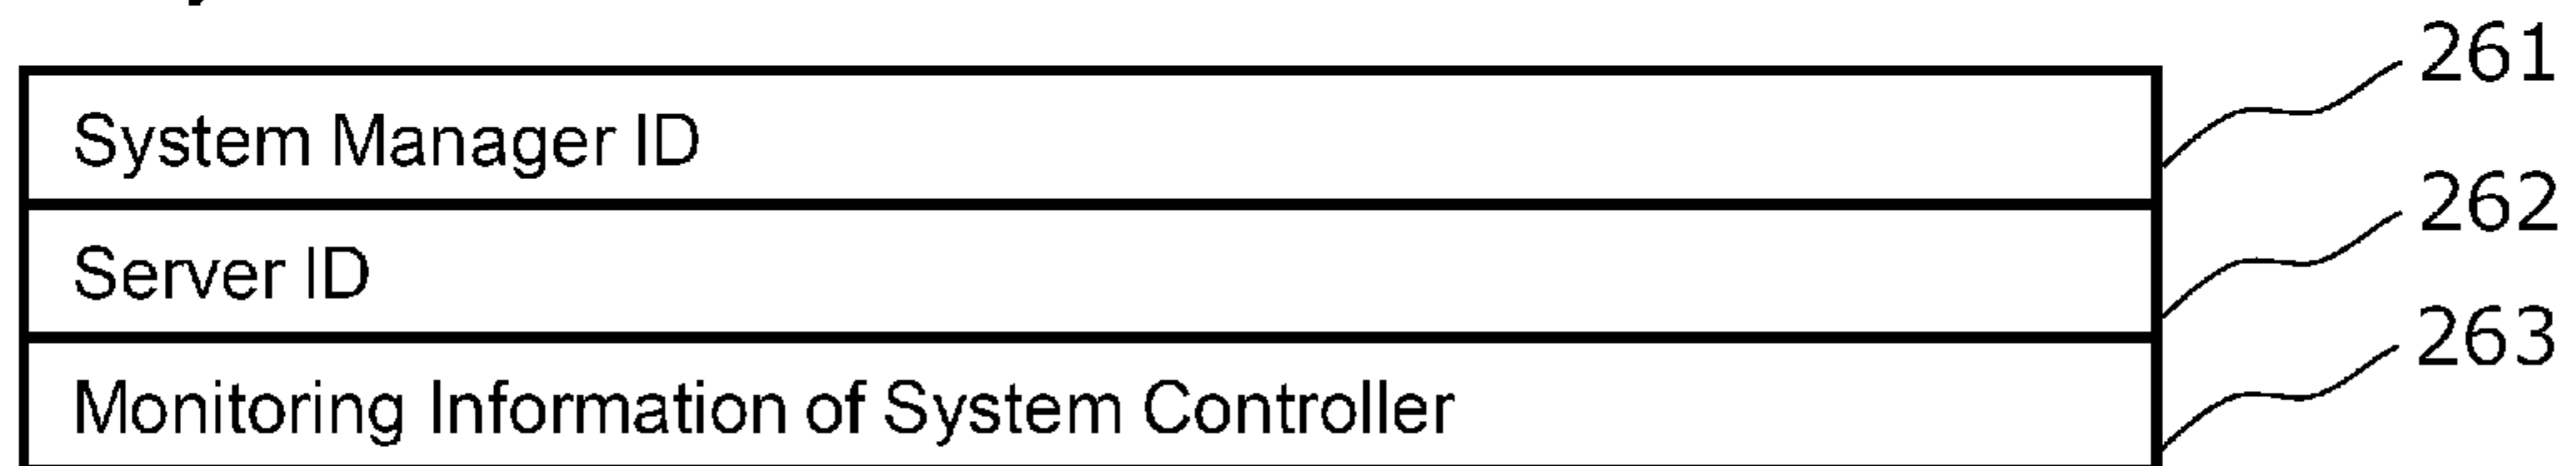 System Manager ID 261
Server ID 262
Monitoring Information of System Controller 263